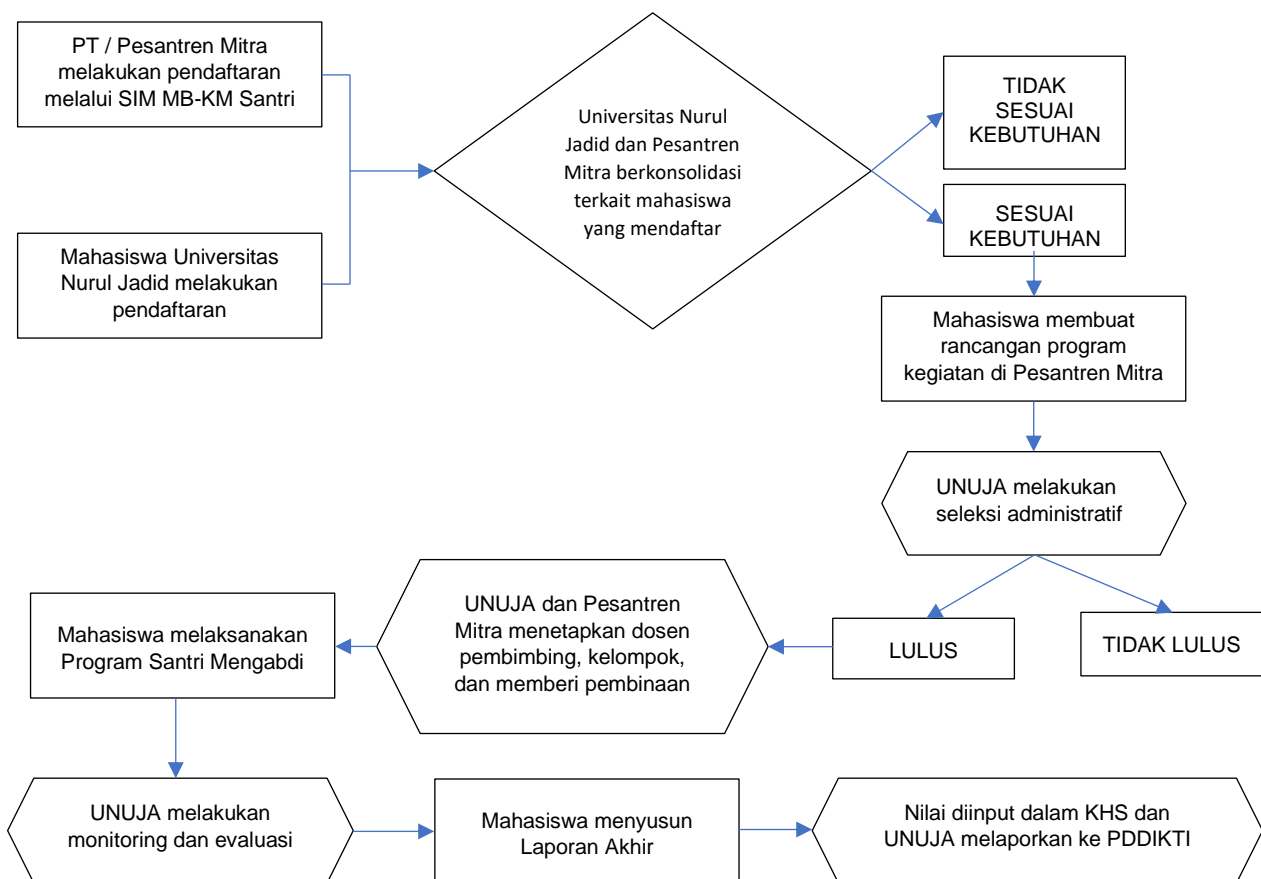 PT / Pesantren Mitra
melakukan pendaftaran
melalui SIM MB-KM Santri
Mahasiswa Universitas
Nurul Jadid melakukan
pendaftaran
Universitas Nurul
Jadid dan Pesantren
Mitra berkonsolidasi
terkait mahasiswa
yang mendaftar
TIDAK
SESUAI
KEBUTUHAN
SESUAI
KEBUTUHAN
Mahasiswa membuat
rancangan program
kegiatan di Pesantren Mitra
UNUJA melakukan
seleksi administratif
LULUS
TIDAK LULUS
UNUJA dan Pesantren
Mitra menetapkan dosen
pembimbing, kelompok,
dan memberi pembinaan
Mahasiswa melaksanakan
Program Santri Mengabdi
UNUJA melakukan
monitoring dan evaluasi
Mahasiswa menyusun
Laporan Akhir
Nilai diinput dalam KHS dan
UNUJA melaporkan ke PDDIKTI